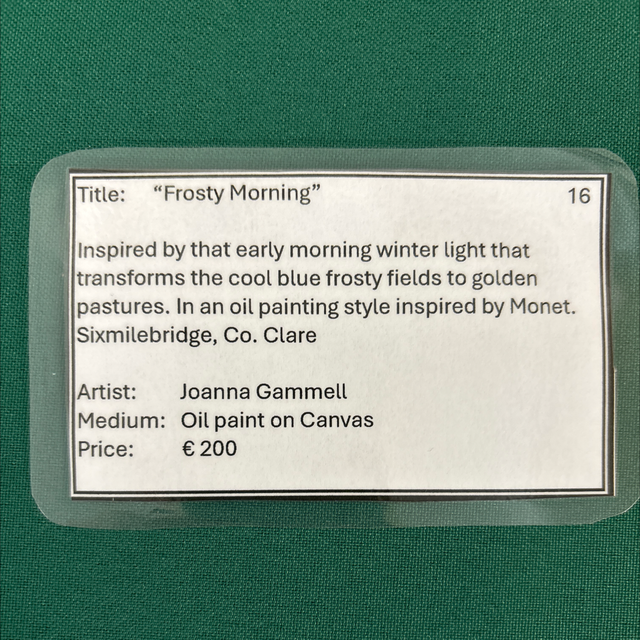 Title: “Frosty Morning” 16
Inspired by that early morning winter light that
transforms the cool blue frosty fields to golden
pastures. In an oil painting style inspired by Monet.
Sixmilebridge, Co. Clare
Artist: Joanna Gammell
Medium: Oil paint on Canvas
Price: € 200